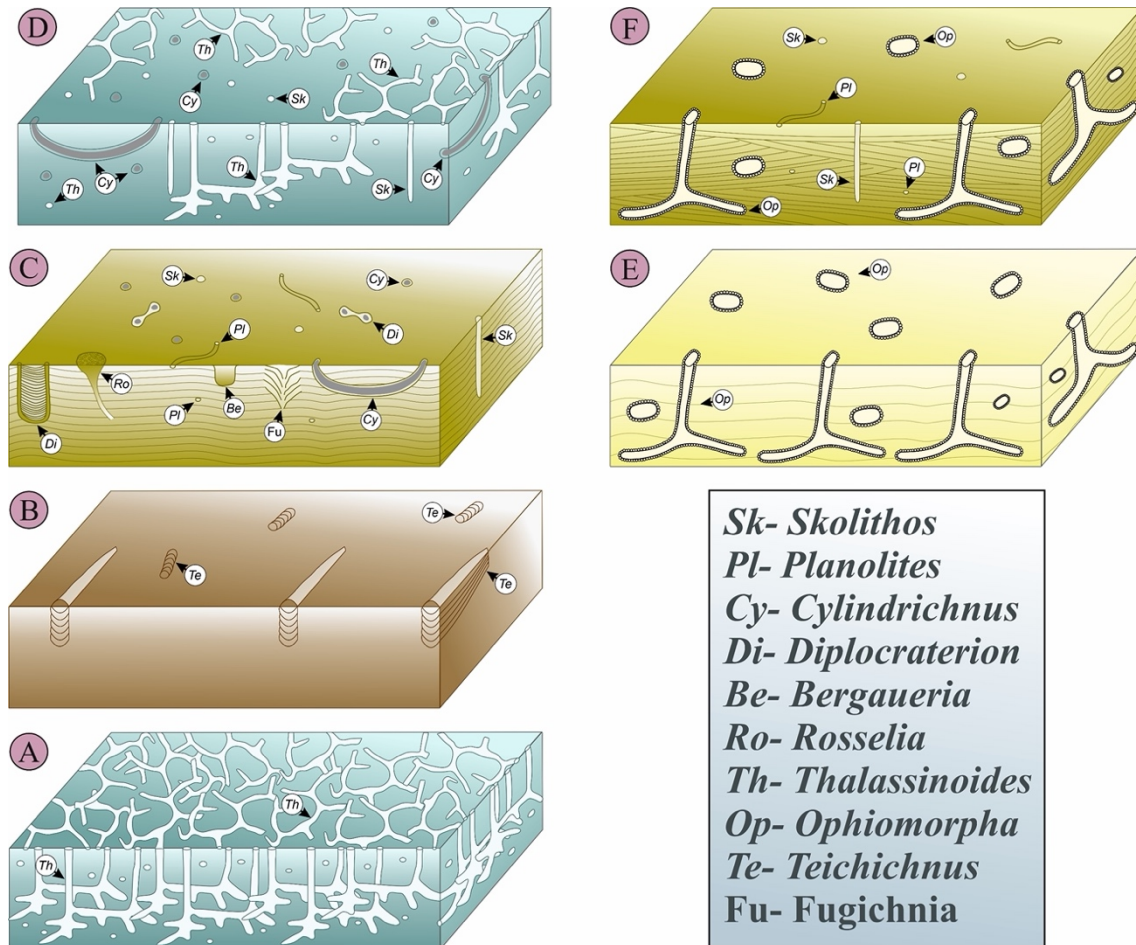 D
Th
Th
Cy
Sk
Th
Cy
Th
Sk
Cy
C
Sk
Cy
Pl
Di
Sk
Ro
Pl
Be
Fu
Cy
Di
B
Te
Te
Te
A
Th
Th
F
Sk
Op
Pl
Sk
Pl
Op
E
Op
Op
Sk- Skolithos
Pl- Planolites
Cy- Cylindrichnus
Di- Diplocraterion
Be- Bergaueria
Ro- Rosselia
Th- Thalassinoides
Op- Ophiomorpha
Te- Teichichnus
Fu- Fugichnia